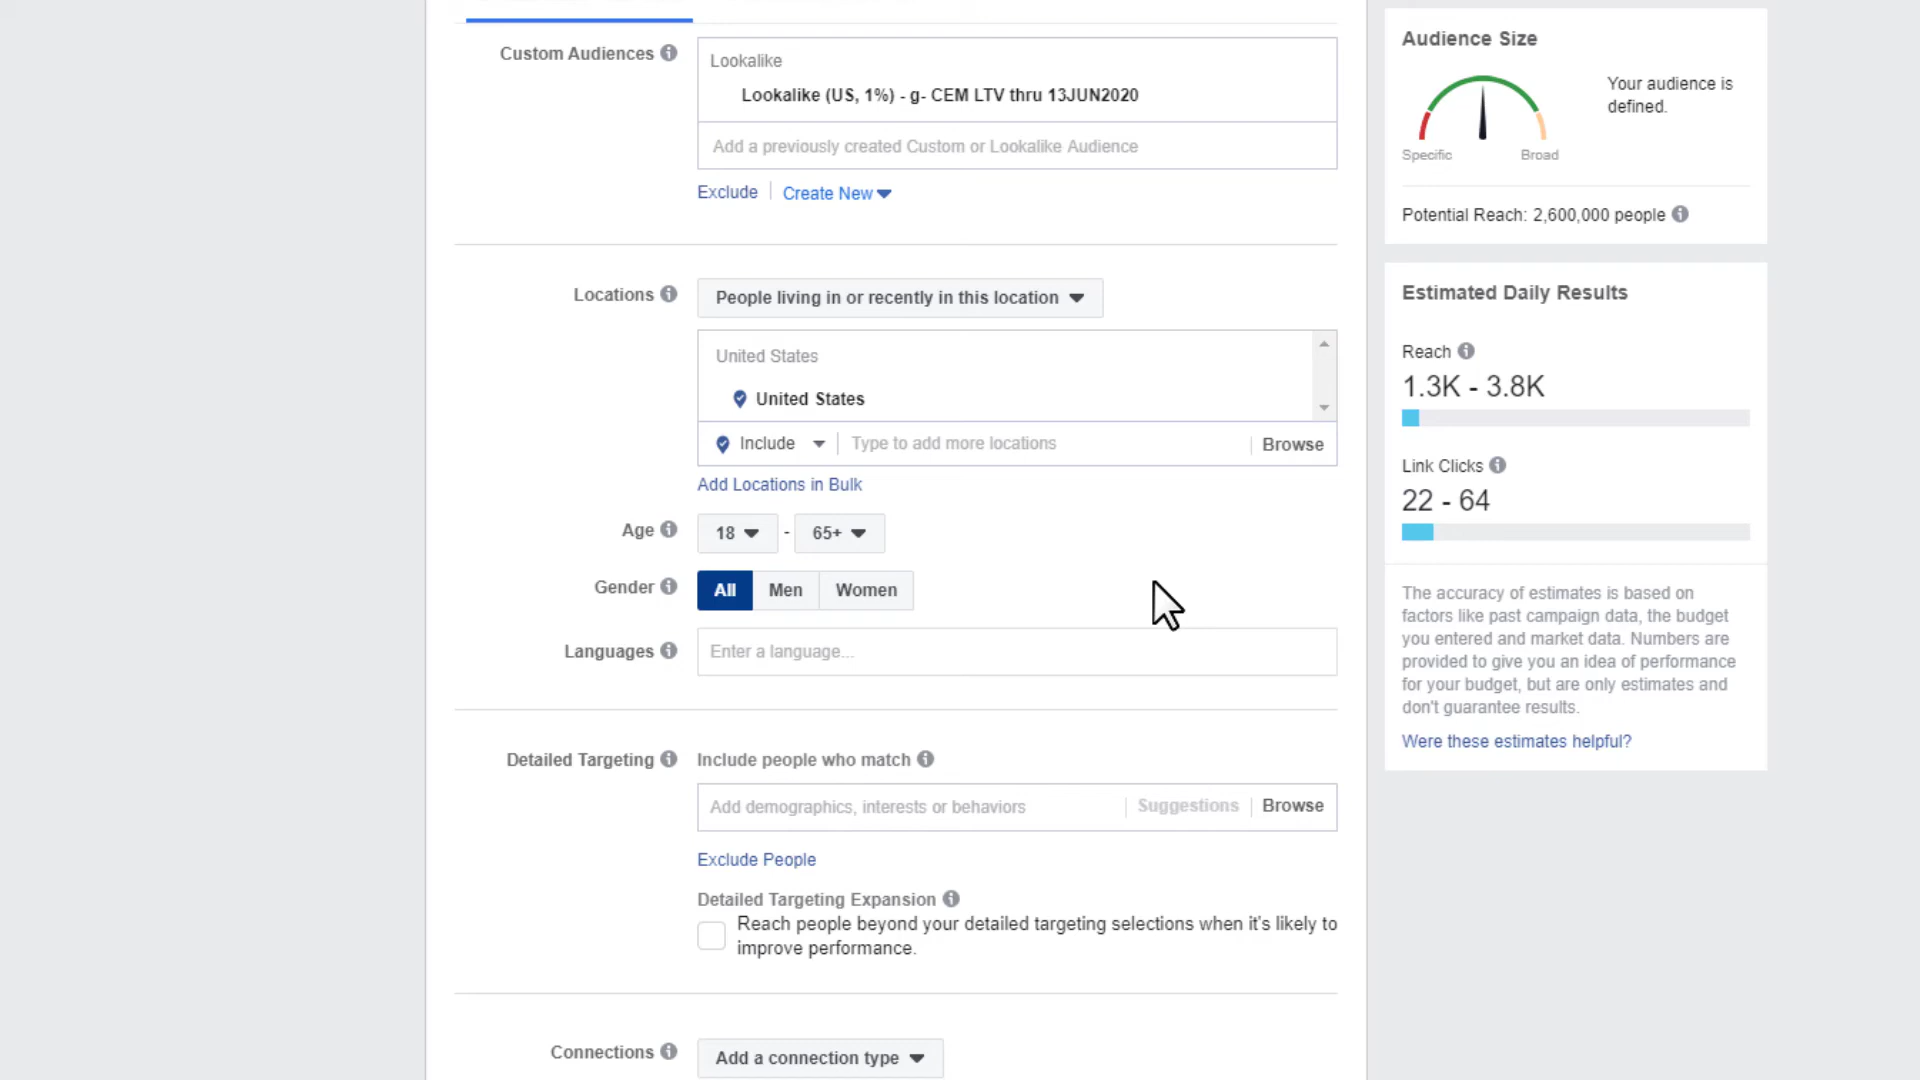 Custom Audiences
Lookalike
Lookalike (US, 1%) - g- CEM LTV thru 13JUN2020
Add a previously created Custom or Lookalike Audience
Exclude
Create New
Locations
People living in or recently in this location
United States
United States
Include
Type to add more locations
Browse
Add Locations in Bulk
Age
18 - 65+
Gender
All Men Women
Languages
Enter a language...
Detailed Targeting
Include people who match
Add demographics, interests or behaviors
Suggestions
Browse
Exclude People
Detailed Targeting Expansion
Reach people beyond your detailed targeting selections when it's likely to
improve performance.
Connections
Add a connection type
Audience Size
Your audience is
defined.
Specific
Broad
Potential Reach: 2,600,000 people
Estimated Daily Results
Reach
1.3K - 3.8K
Link Clicks
22 - 64
The accuracy of estimates is based on
factors like past campaign data, the budget
you entered and market data. Numbers are
provided to give you an idea of performance
for your budget, but are only estimates and
don't guarantee results.
Were these estimates helpful?